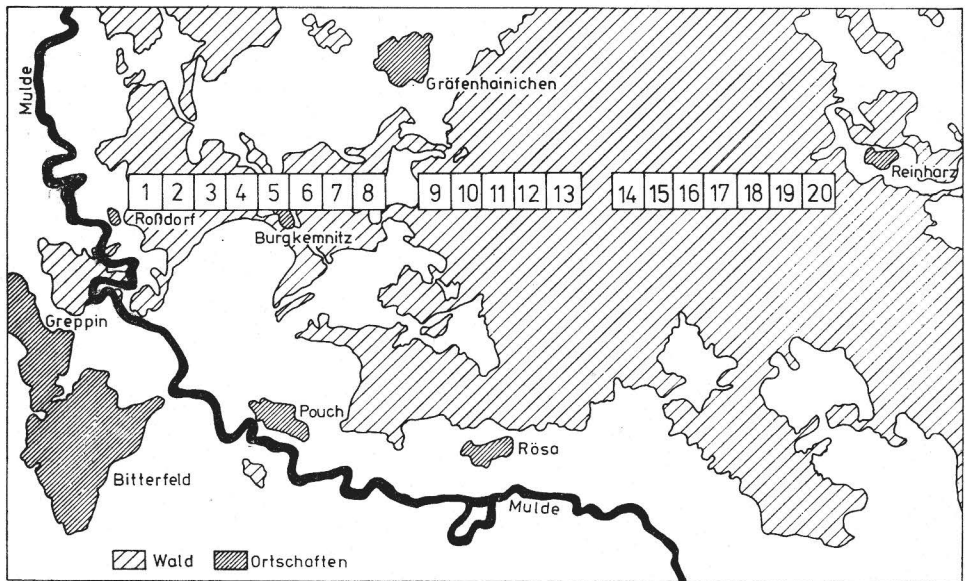 Mulde
Gräfenhainichen
Reinharz
1 2 3 4 5 6 7 8 9 10 11 12 13 14 15 16 17 18 19 20
Roßdorf
Burgkemnitz
Greppin
Pouch
Rösa
Bitterfeld
Mulde
Wald Ortschaften